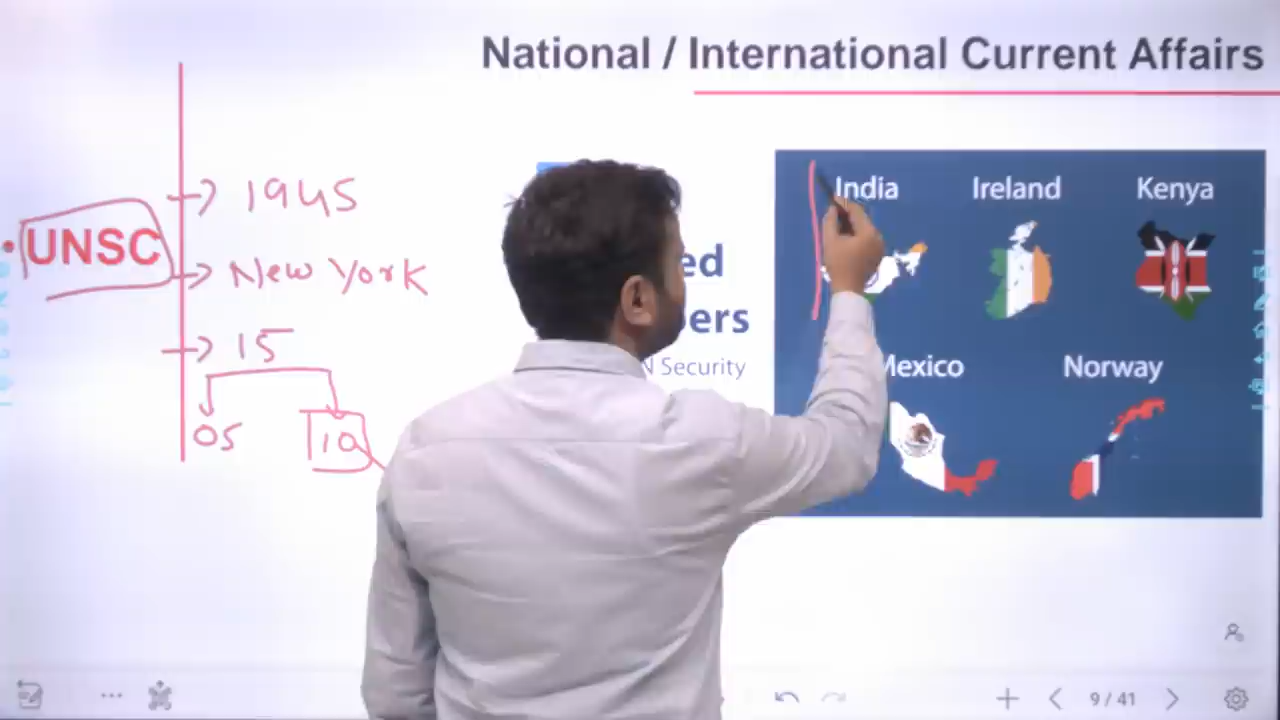 National / International Current Affairs
1945
• UNSC
New York
15
05
10
ed
ers
N Security
India
Ireland
Kenya
Mexico
Norway
9 / 41